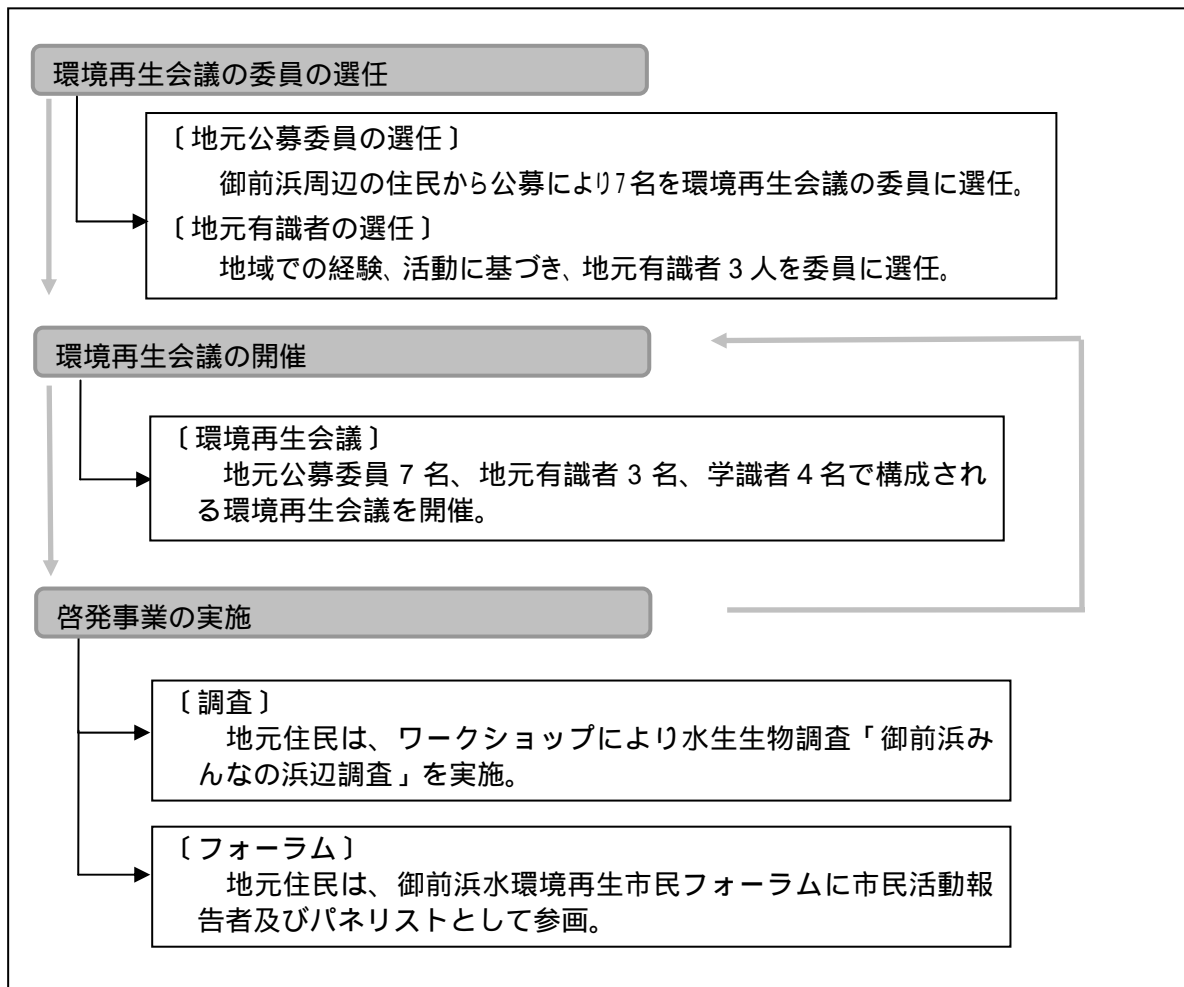 環境再生会議の委員の選任
〔地元公募委員の選任〕
御前浜周辺の住民から公募により7名を環境再生会議の委員に選任。
〔地元有識者の選任〕
地域での経験、活動に基づき、地元有識者3人を委員に選任。
環境再生会議の開催
〔環境再生会議〕
地元公募委員7名、地元有識者3名、学識者4名で構成され
る環境再生会議を開催。
啓発事業の実施
〔調査〕
地元住民は、ワークショップにより水生生物調査「御前浜み
んなの浜辺調査」を実施。
〔フォーラム〕
地元住民は、御前浜水環境再生市民フォーラムに市民活動報
告者及びパネリストとして参画。